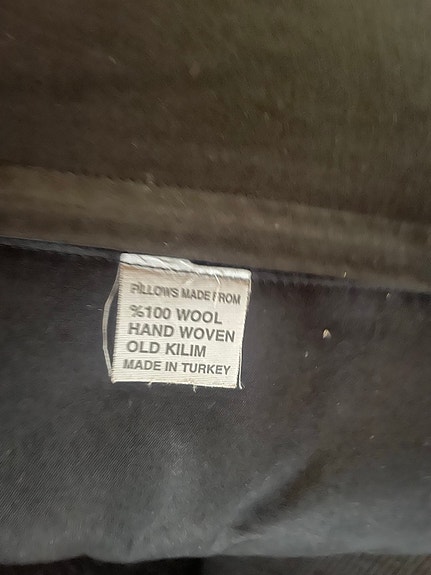 PILLOWS MADE FROM
%100 WOOL
HAND WOVEN
OLD KILIM
MADE IN TURKEY